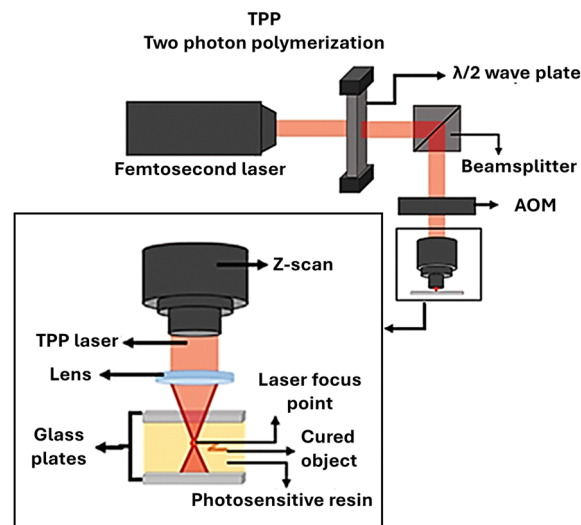 TPP
Two photon polymerization
λ/2 wave plate
Femtosecond laser
Beamsplitter
AOM
Z-scan
TPP laser
Lens
Laser focus
point
Glass
plates
Cured
object
Photosensitive resin